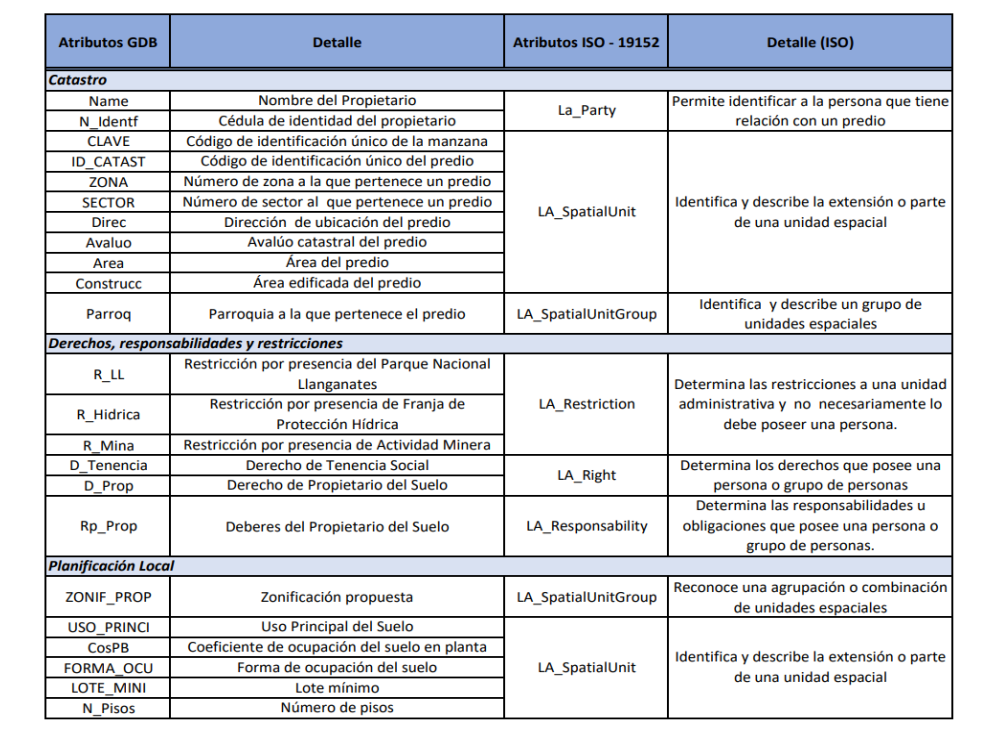 Atributos GDB Detalle Atributos ISO - 19152 Detalle (ISO)
Catastro
Name Nombre del Propietario
N_Identf Cédula de identidad del propietario
La_Party
Permite identificar a la persona que tiene
relación con un predio
CLAVE Código de identificación único de la manzana
ID_CATAST Código de identificación único del predio
ZONA Número de zona a la que pertenece un predio
SECTOR Número de sector al que pertenece un predio
Direc Dirección de ubicación del predio
Avaluo Avalúo catastral del predio
Area Área del predio
Construcc Área edificada del predio
LA_SpatialUnit
Identifica y describe la extensión o parte
de una unidad espacial
Parroq Parroquia a la que pertenece el predio LA_SpatialUnitGroup
Identifica y describe un grupo de
unidades espaciales
Derechos, responsabilidades y restricciones
R_LL
Restricción por presencia del Parque Nacional
Llanganates
R_Hidrica
Restricción por presencia de Franja de
Protección Hídrica
R_Mina Restricción por presencia de Actividad Minera
LA_Restriction
Determina las restricciones a una unidad
administrativa y no necesariamente lo
debe poseer una persona.
D_Tenencia Derecho de Tenencia Social
D_Prop Derecho de Propietario del Suelo
LA_Right
Determina los derechos que posee una
persona o grupo de personas
Rp_Prop Deberes del Propietario del Suelo LA_Responsability
Determina las responsabilidades u
obligaciones que posee una persona o
grupo de personas.
Planificación Local
ZONIF_PROP Zonificación propuesta LA_SpatialUnitGroup
Reconoce una agrupación o combinación
de unidades espaciales
USO_PRINCI Uso Principal del Suelo
CosPB Coeficiente de ocupación del suelo en planta
FORMA_OCU Forma de ocupación del suelo
LOTE_MINI Lote mínimo
N_Pisos Número de pisos
LA_SpatialUnit
Identifica y describe la extensión o parte
de una unidad espacial